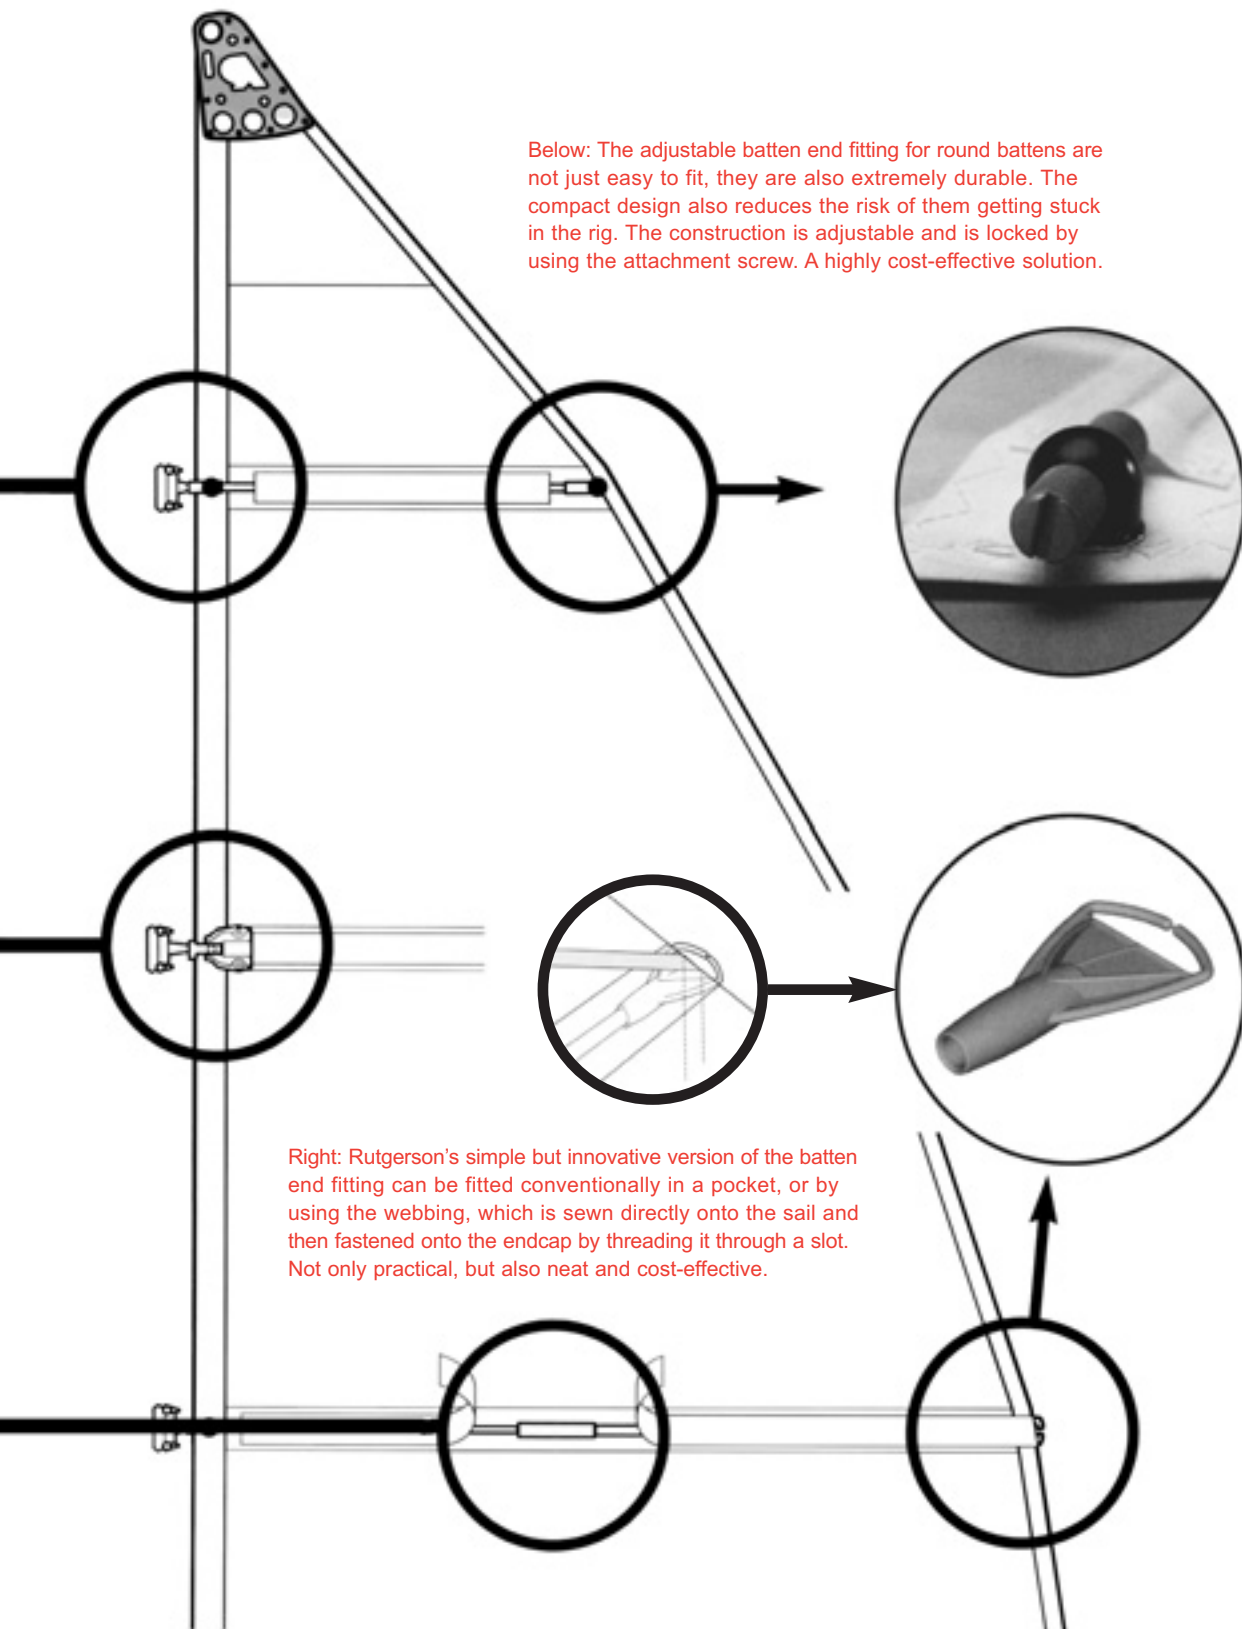 Below: The adjustable batten end fitting for round battens are
not just easy to fit, they are also extremely durable. The
compact design also reduces the risk of them getting stuck
in the rig. The construction is adjustable and is locked by
using the attachment screw. A highly cost-effective solution.
Right: Rutgerson’s simple but innovative version of the batten
end fitting can be fitted conventionally in a pocket, or by
using the webbing, which is sewn directly onto the sail and
then fastened onto the endcap by threading it through a slot.
Not only practical, but also neat and cost-effective.